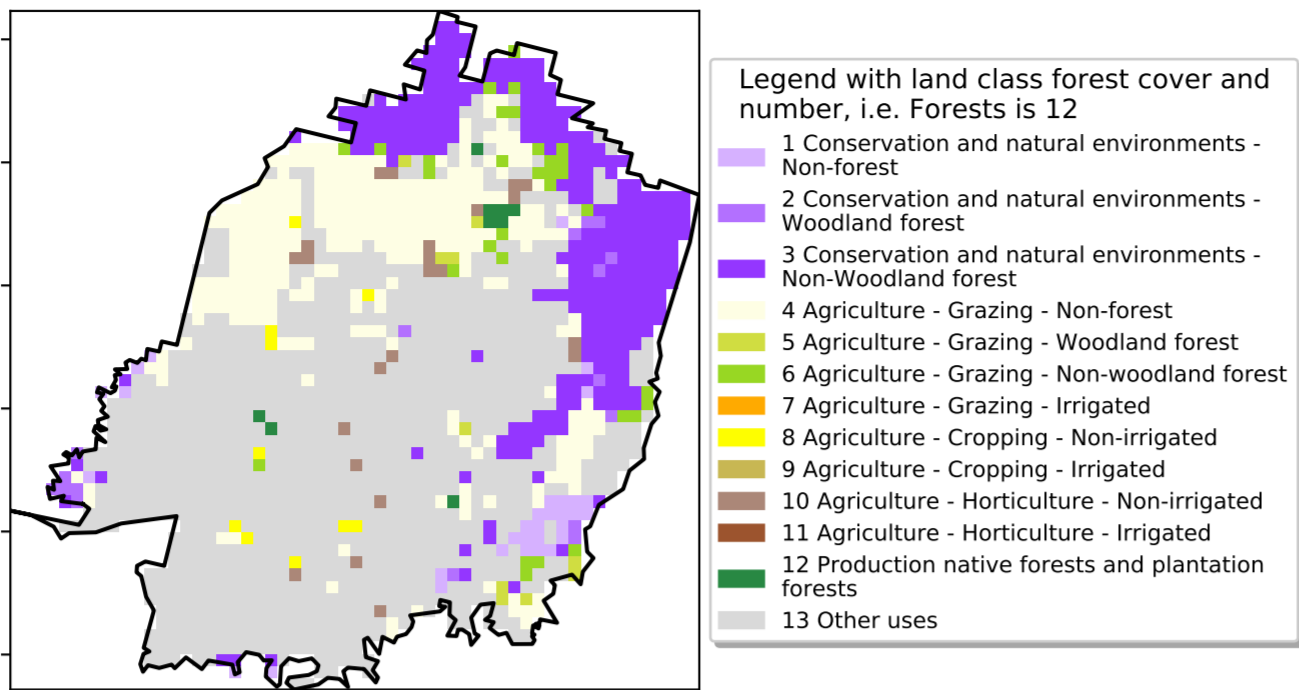 Legend with land class forest cover and
number, i.e. Forests is 12
1 Conservation and natural environments -
Non-forest
2 Conservation and natural environments -
Woodland forest
3 Conservation and natural environments -
Non-Woodland forest
4 Agriculture - Grazing - Non-forest
5 Agriculture - Grazing - Woodland forest
6 Agriculture - Grazing - Non-woodland forest
7 Agriculture - Grazing - Irrigated
8 Agriculture - Cropping - Non-irrigated
9 Agriculture - Cropping - Irrigated
10 Agriculture - Horticulture - Non-irrigated
11 Agriculture - Horticulture - Irrigated
12 Production native forests and plantation
forests
13 Other uses